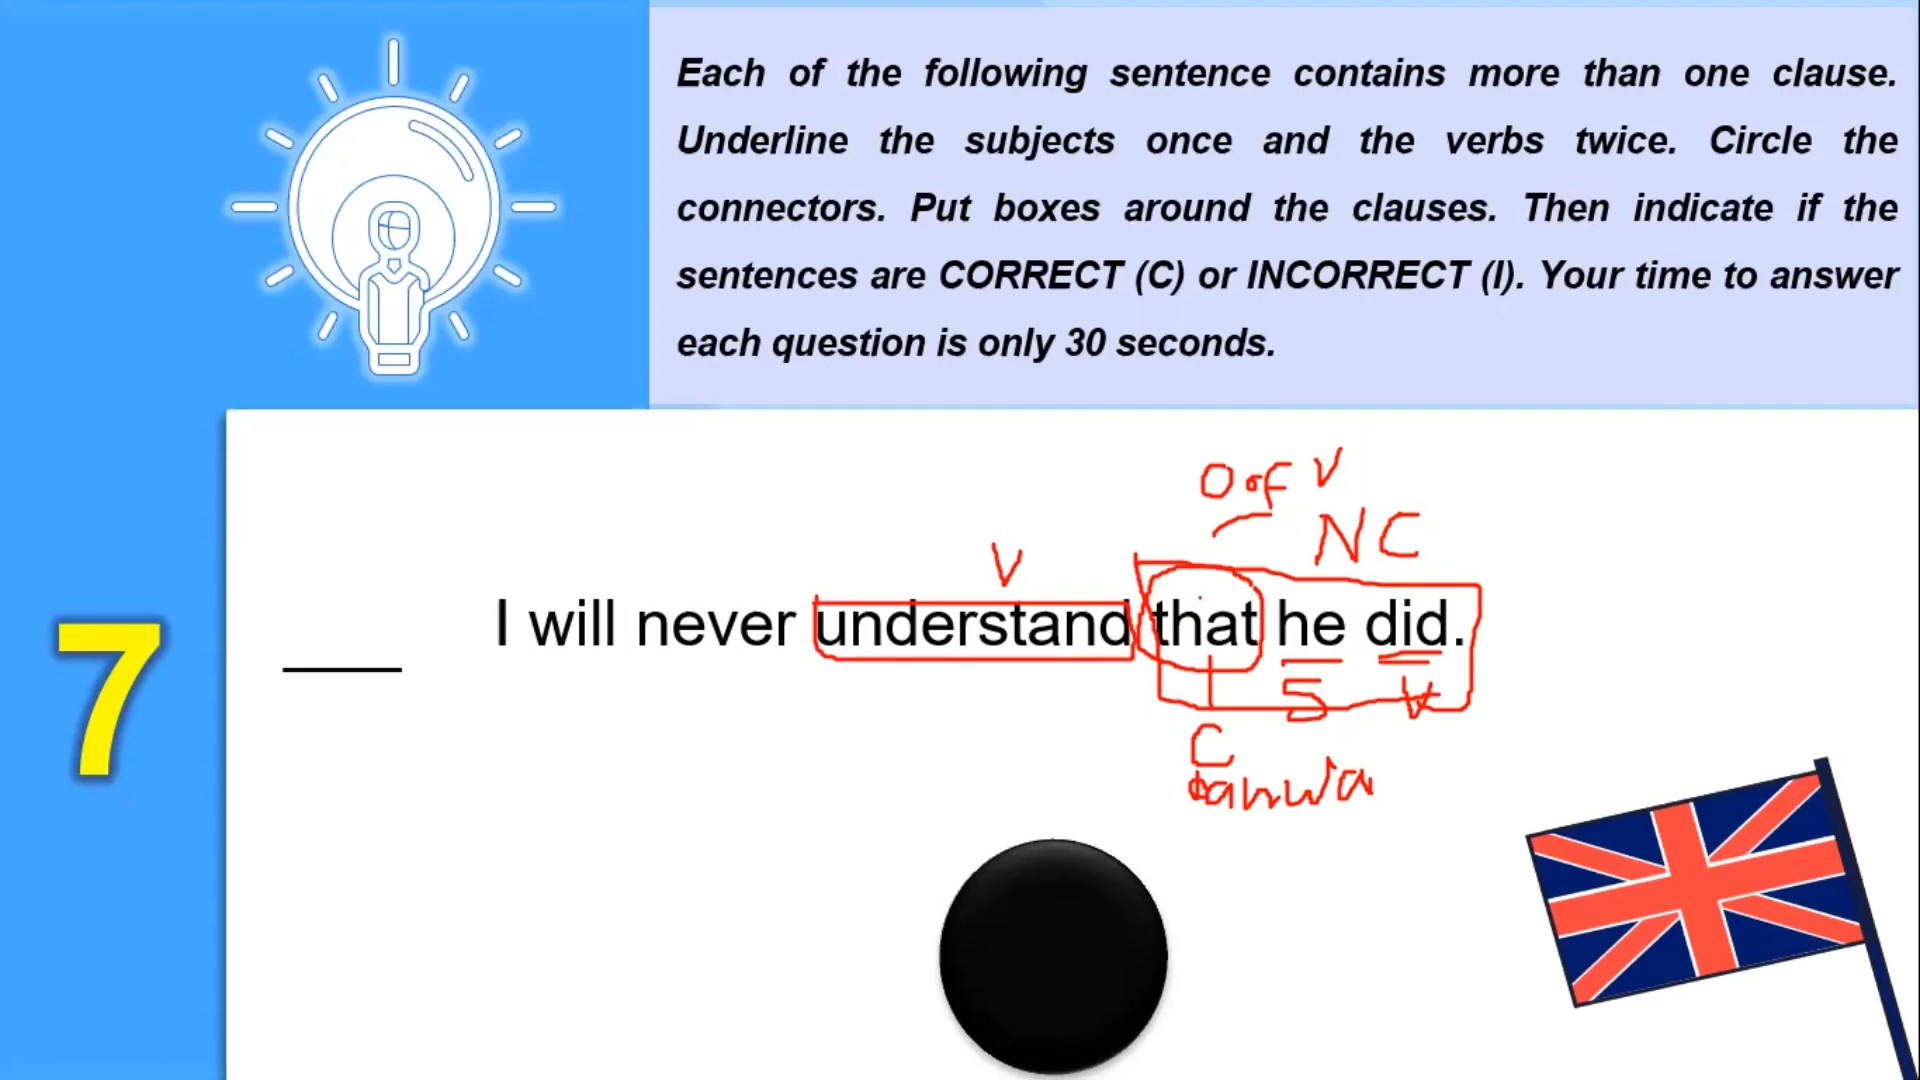 Each of the following sentence contains more than one clause.
Underline the subjects once and the verbs twice. Circle the
connectors. Put boxes around the clauses. Then indicate if the
sentences are CORRECT (C) or INCORRECT (I). Your time to answer
each question is only 30 seconds.
O of V
NC
V
7
___ I will never understand that he did.
S V
C
bahwa